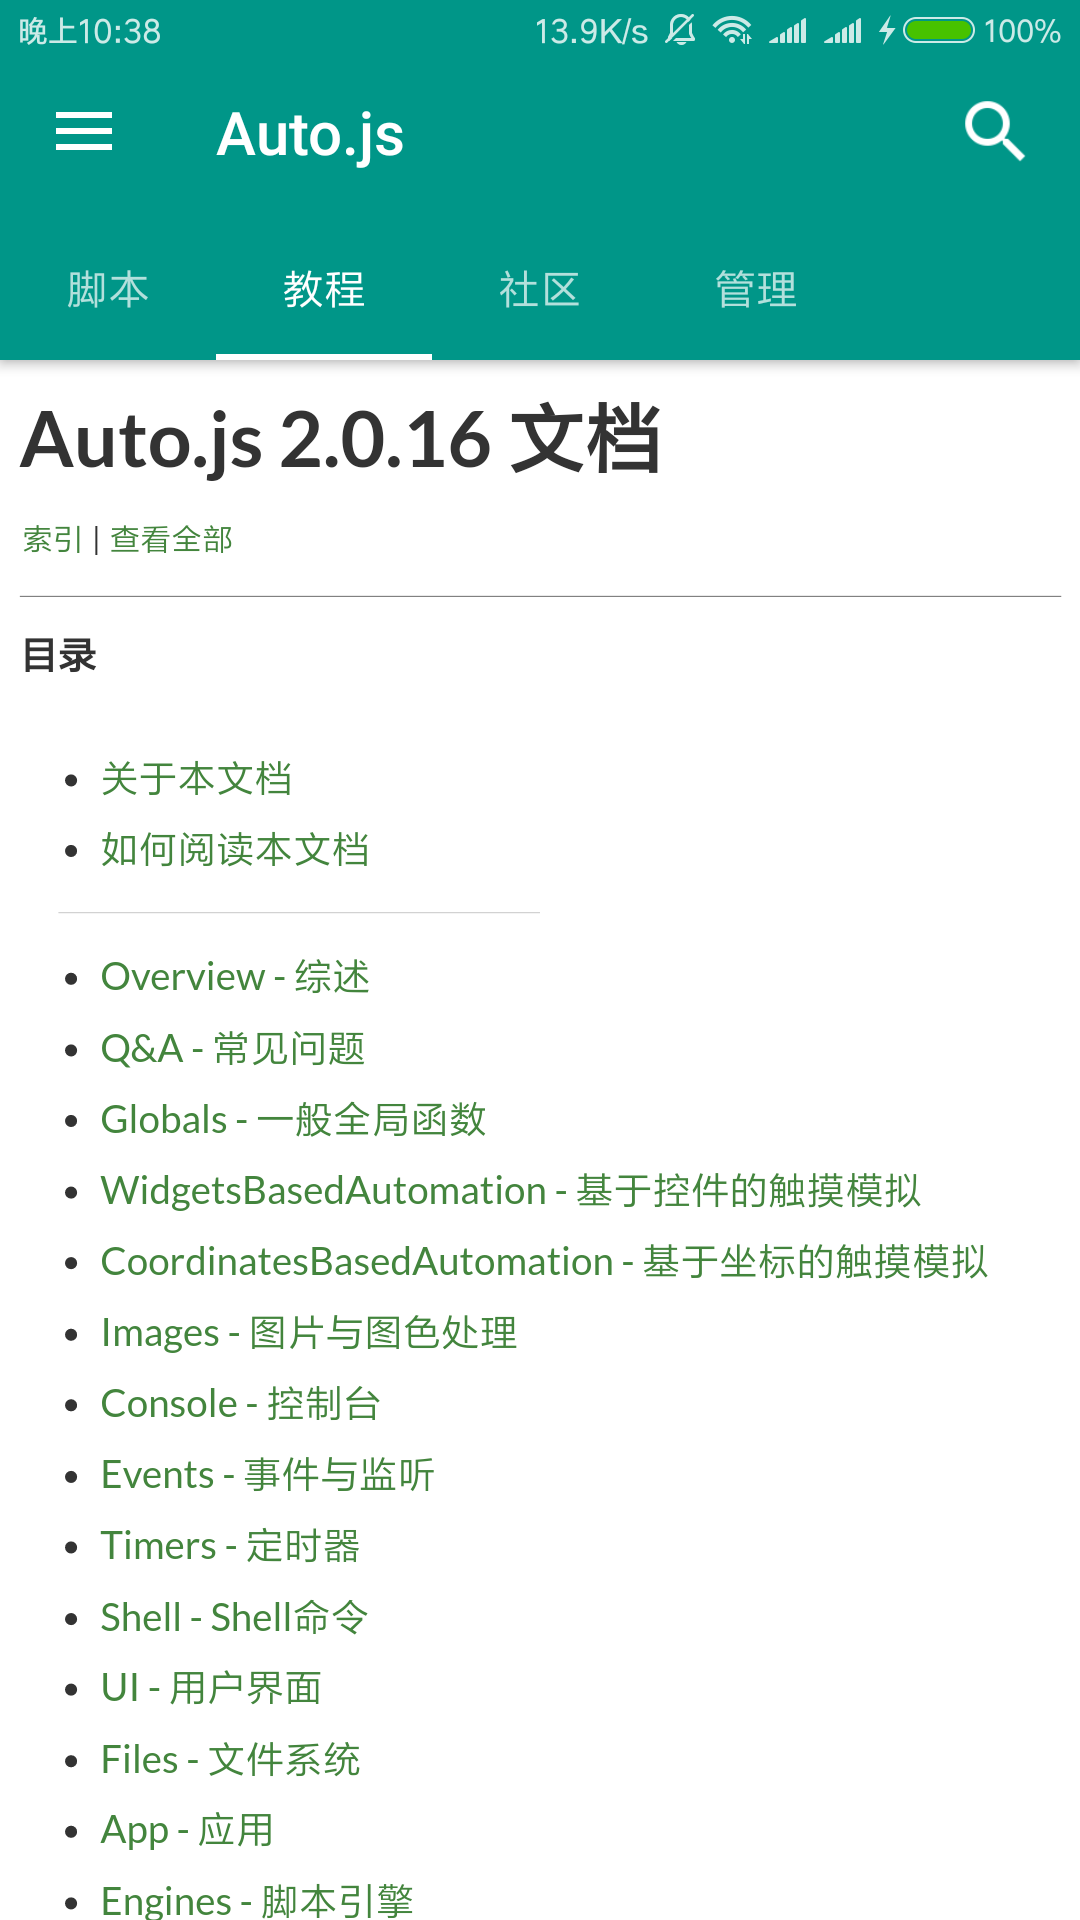 晚上10:38 13.9K/s 100%
Auto.js
脚本 教程 社区 管理
Auto.js 2.0.16 文档
索引 | 查看全部
目录
关于本文档
如何阅读本文档
Overview - 综述
Q&A - 常见问题
Globals - 一般全局函数
WidgetsBasedAutomation - 基于控件的触摸模拟
CoordinatesBasedAutomation - 基于坐标的触摸模拟
Images - 图片与图色处理
Console - 控制台
Events - 事件与监听
Timers - 定时器
Shell - Shell命令
UI - 用户界面
Files - 文件系统
App - 应用
Engines - 脚本引擎